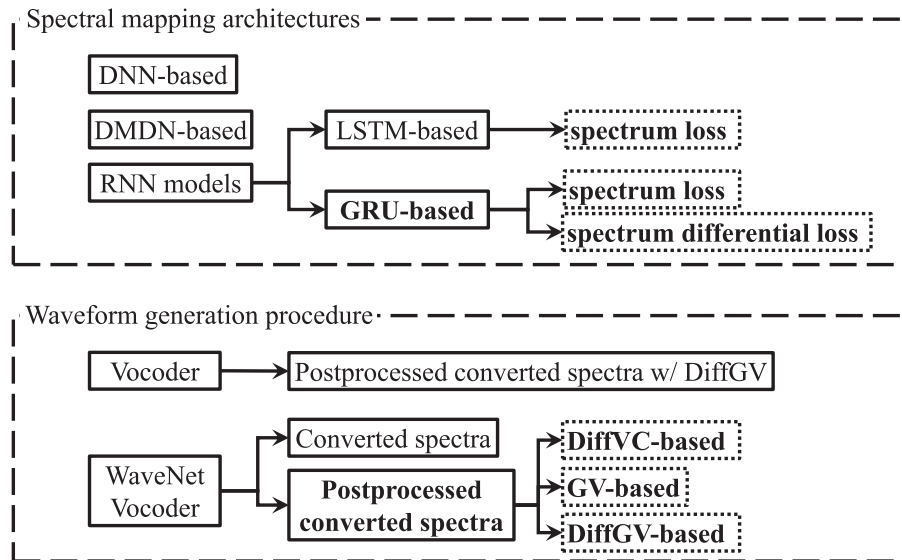 Spectral mapping architectures
DNN-based
DMDN-based
LSTM-based
spectrum loss
RNN models
GRU-based
spectrum loss
spectrum differential loss
Waveform generation procedure
Vocoder
Postprocessed converted spectra w/ DiffGV
WaveNet
Vocoder
Converted spectra
Postprocessed
converted spectra
DiffVC-based
GV-based
DiffGV-based